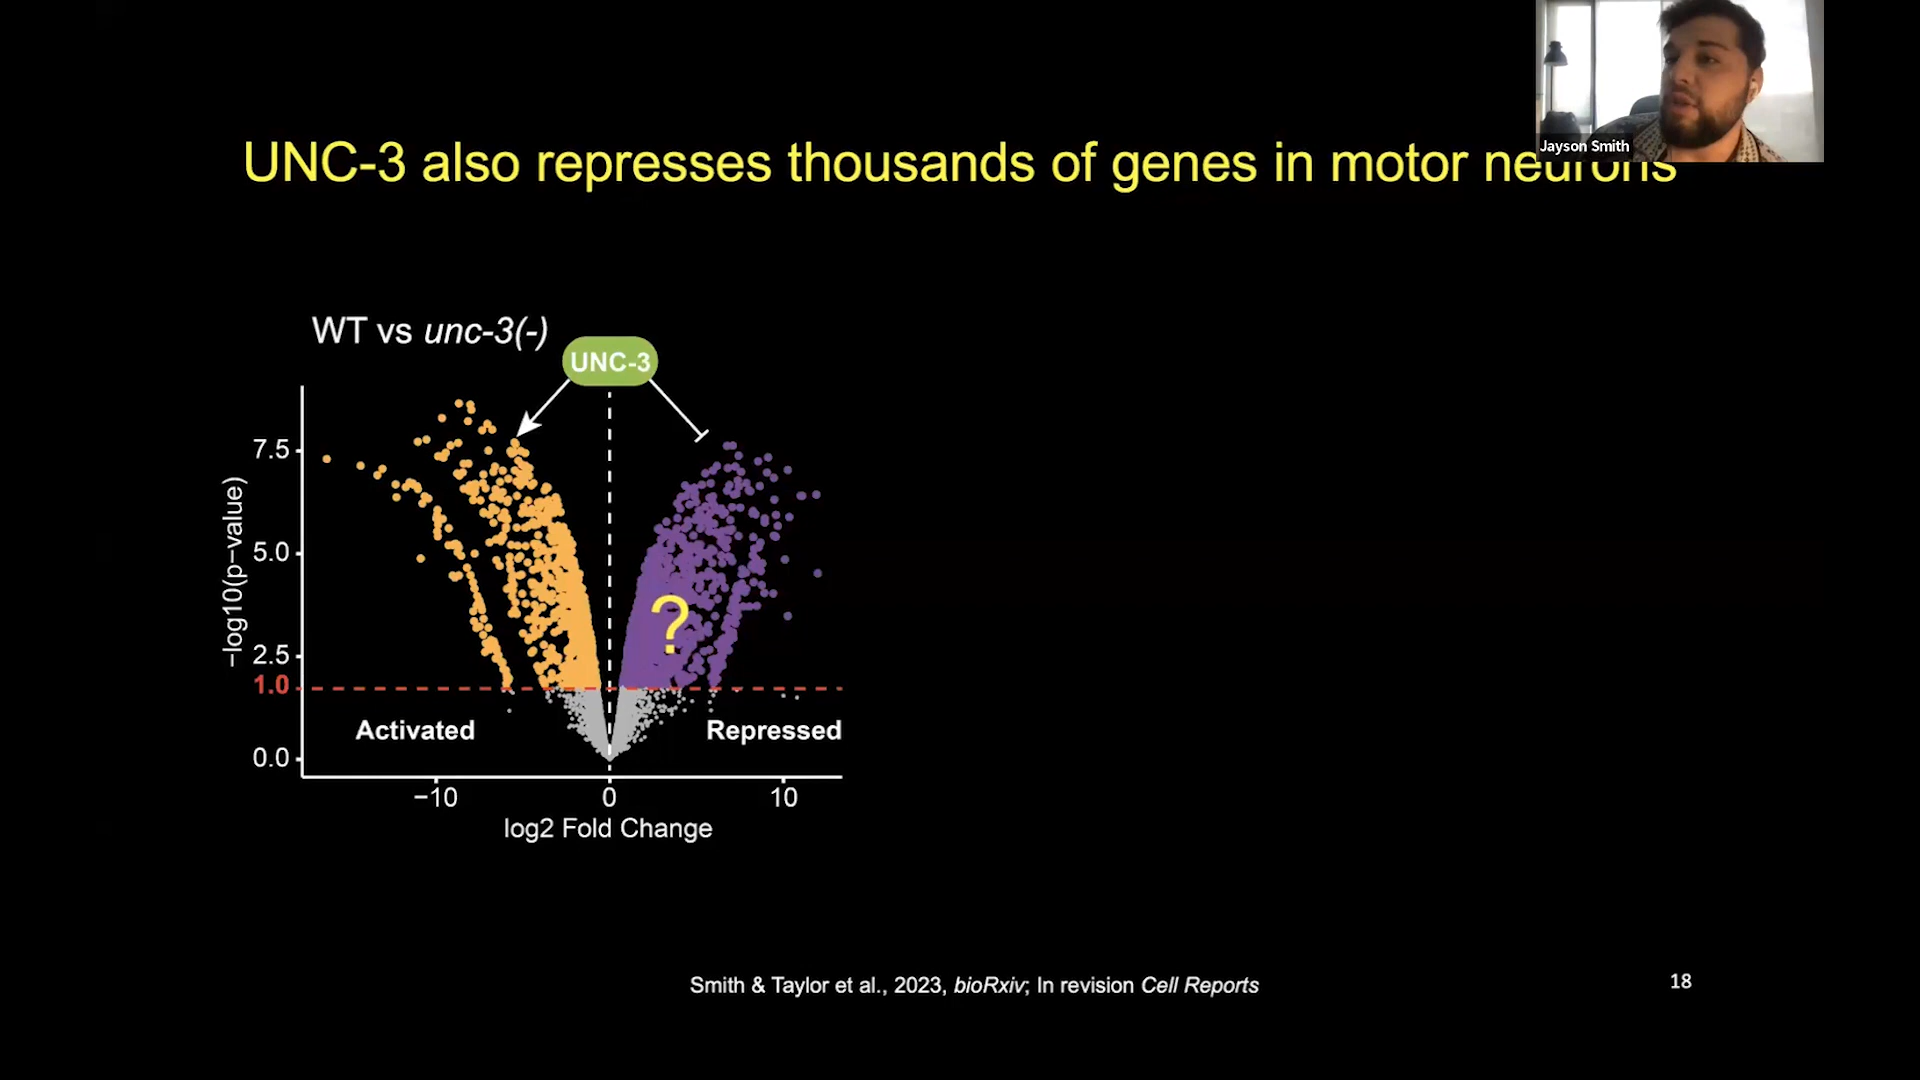 Jayson Smith
UNC-3 also represses thousands of genes in motor neurons
WT vs unc-3(-)
UNC-3
7.5
5.0
2.5
1.0
0.0
−log10(p−value)
?
Activated
Repressed
−10
0
10
log2 Fold Change
Smith & Taylor et al., 2023, bioRxiv; In revision Cell Reports
18